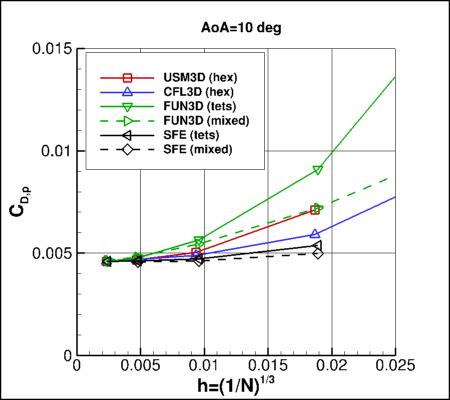 AoA=10 deg
0.015
USM3D (hex)
CFL3D (hex)
FUN3D (tets)
FUN3D (mixed)
SFE (tets)
SFE (mixed)
0.01
C_D,p
0.005
0
0 0.005 0.01 0.015 0.02 0.025
h=(1/N)^1/3